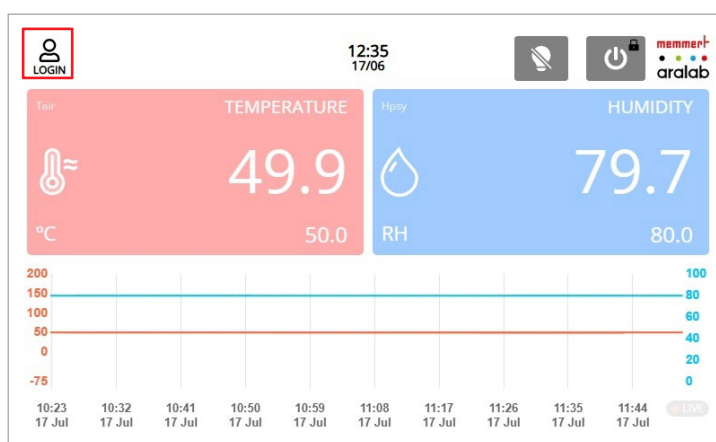 LOGIN
12:35
17/06
memmert
aralab
Tair TEMPERATURE
49.9
°C 50.0
Hpsy HUMIDITY
79.7
RH 80.0
200
150
100
50
0
-75
100
80
60
40
20
0
10:23 10:32 10:41 10:50 10:59 11:08 11:17 11:26 11:35 11:44
17 Jul 17 Jul 17 Jul 17 Jul 17 Jul 17 Jul 17 Jul 17 Jul 17 Jul 17 Jul
LIVE